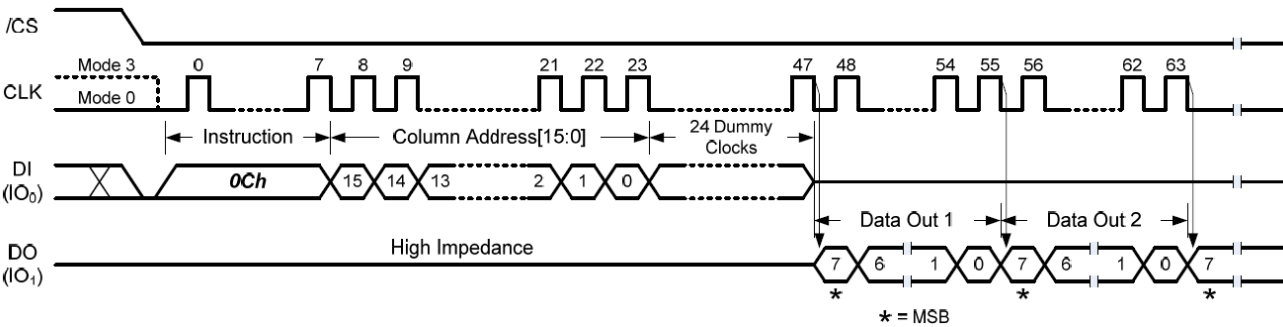 /CS
Mode 3 0 7 8 9 21 22 23 47 48 54 55 56 62 63
CLK
Mode 0
Instruction Column Address[15:0] 24 Dummy Clocks
DI
(IO0)
0Ch 15 14 13 2 1 0
Data Out 1 Data Out 2
DO
(IO1)
High Impedance
7 6 1 0 7 6 1 0 7
* * *
* = MSB